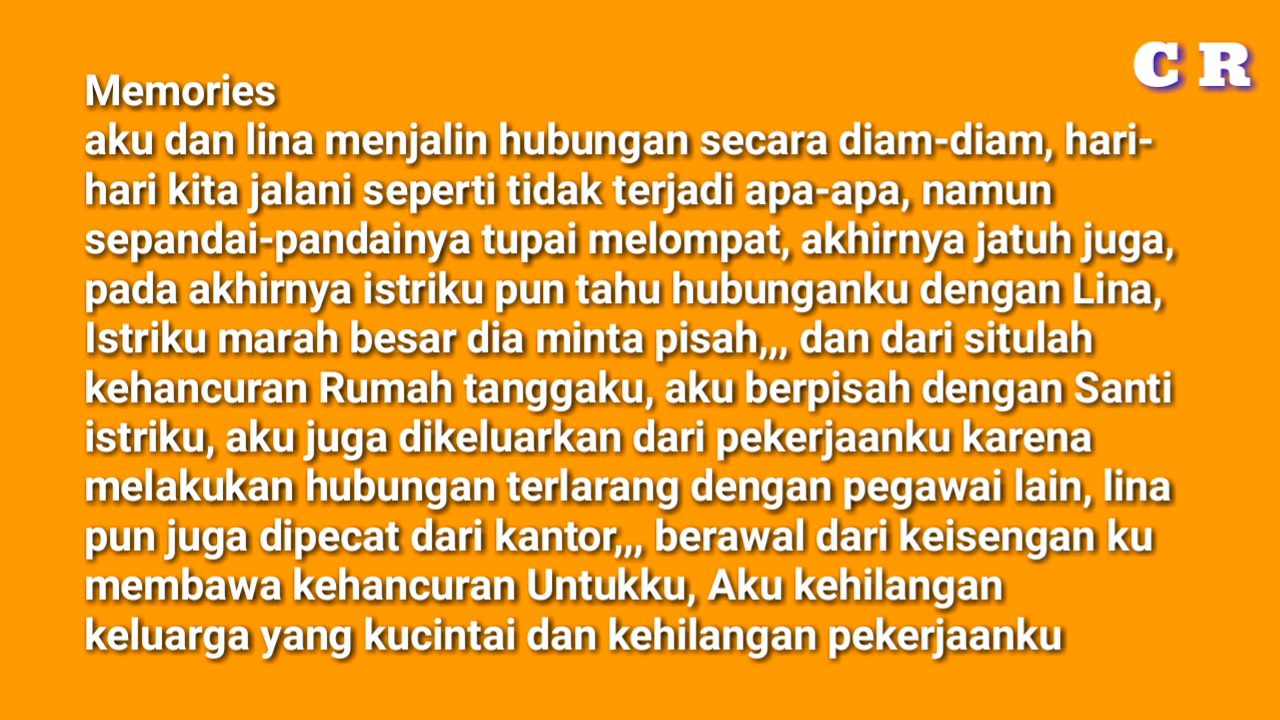 C R
Memories
aku dan lina menjalin hubungan secara diam-diam, hari-
hari kita jalani seperti tidak terjadi apa-apa, namun
sepandai-pandainya tupai melompat, akhirnya jatuh juga,
pada akhirnya istriku pun tahu hubunganku dengan Lina,
Istriku marah besar dia minta pisah,,, dan dari situlah
kehancuran Rumah tanggaku, aku berpisah dengan Santi
istriku, aku juga dikeluarkan dari pekerjaanku karena
melakukan hubungan terlarang dengan pegawai lain, lina
pun juga dipecat dari kantor,,, berawal dari keisengan ku
membawa kehancuran Untukku, Aku kehilangan
keluarga yang kucintai dan kehilangan pekerjaanku